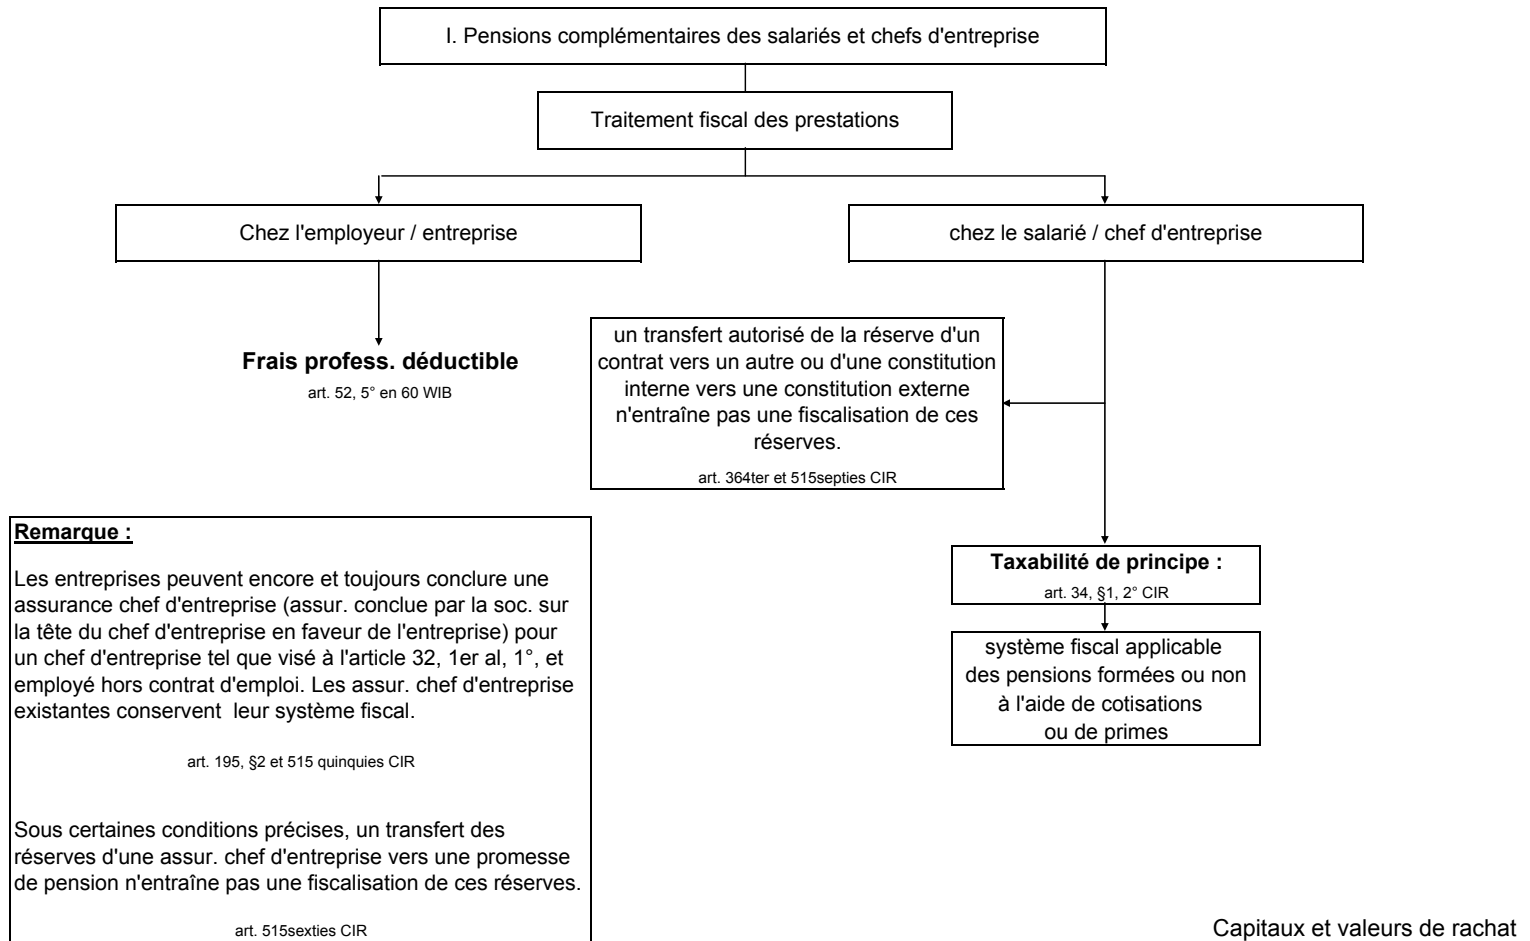 I. Pensions complémentaires des salariés et chefs d'entreprise
Traitement fiscal des prestations
Chez l'employeur / entreprise
chez le salarié / chef d'entreprise
Frais profess. déductible
art. 52, 5° en 60 WIB
un transfert autorisé de la réserve d'un
contrat vers un autre ou d'une constitution
interne vers une constitution externe
n'entraîne pas une fiscalisation de ces
réserves.
art. 364ter et 515septies CIR
Remarque :
Les entreprises peuvent encore et toujours conclure une
assurance chef d'entreprise (assur. conclue par la soc. sur
la tête du chef d'entreprise en faveur de l'entreprise) pour
un chef d'entreprise tel que visé à l'article 32, 1er al, 1°, et
employé hors contrat d'emploi. Les assur. chef d'entreprise
existantes conservent leur système fiscal.
art. 195, §2 et 515 quinquies CIR
Sous certaines conditions précises, un transfert des
réserves d'une assur. chef d'entreprise vers une promesse
de pension n'entraîne pas une fiscalisation de ces réserves.
art. 515sexties CIR
Taxabilité de principe :
art. 34, §1, 2° CIR
système fiscal applicable
des pensions formées ou non
à l'aide de cotisations
ou de primes
Capitaux et valeurs de rachat